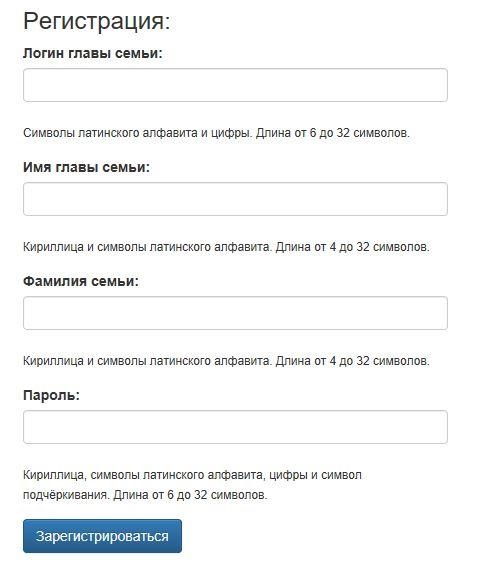 Регистрация:
Логин главы семьи:
Символы латинского алфавита и цифры. Длина от 6 до 32 символов.
Имя главы семьи:
Кириллица и символы латинского алфавита. Длина от 4 до 32 символов.
Фамилия семьи:
Кириллица и символы латинского алфавита. Длина от 4 до 32 символов.
Пароль:
Кириллица, символы латинского алфавита, цифры и символ
подчёркивания. Длина от 6 до 32 символов.
Зарегистрироваться